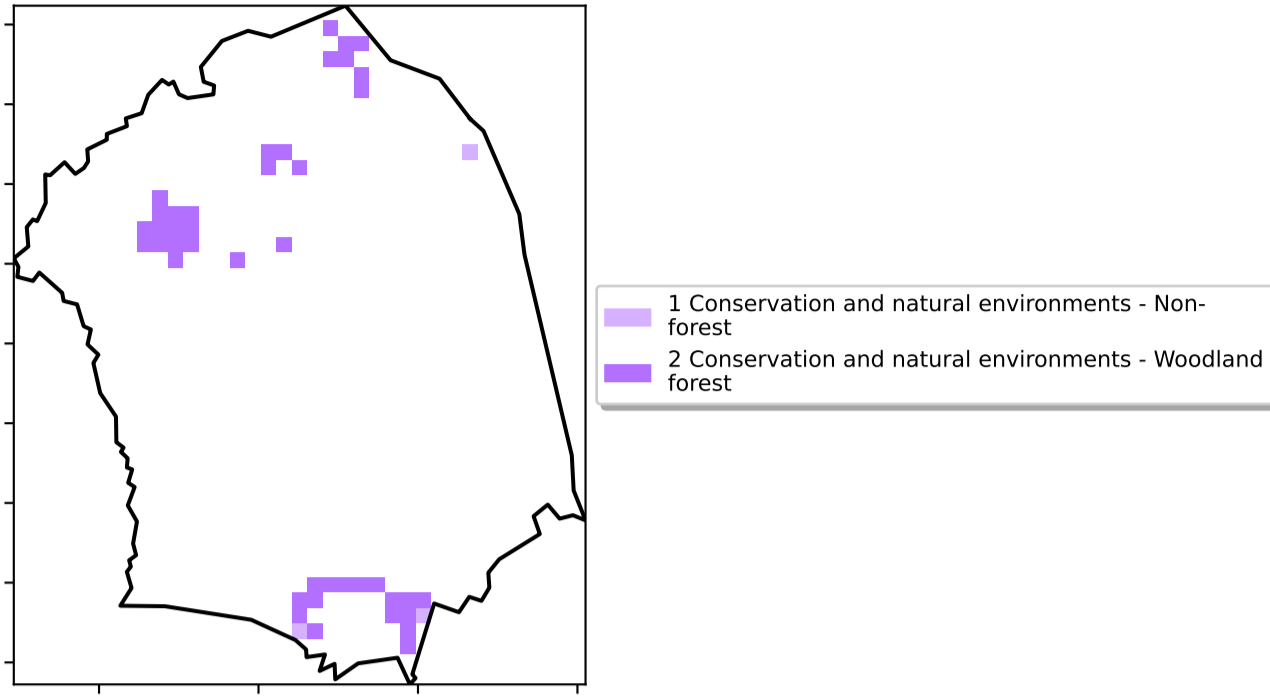 1 Conservation and natural environments - Non-
forest
2 Conservation and natural environments - Woodland
forest